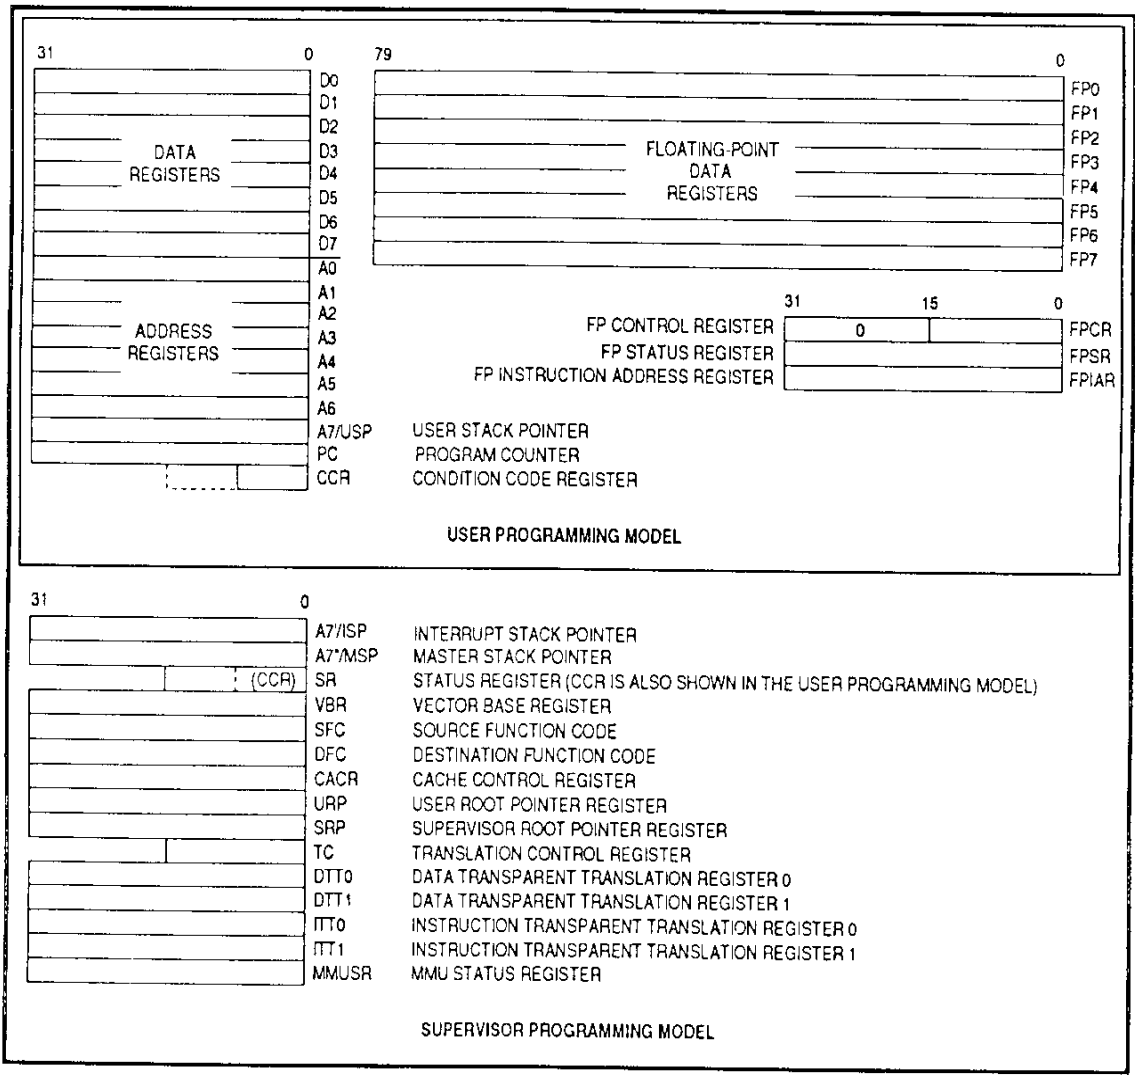 31 0 79 0
D0
D1
D2
D3
D4
D5
D6
D7
DATA
REGISTERS
A0
A1
A2
A3
A4
A5
A6
ADDRESS
REGISTERS
A7/USP USER STACK POINTER
PC PROGRAM COUNTER
CCR CONDITION CODE REGISTER
FP0
FP1
FP2
FP3
FP4
FP5
FP6
FP7
FLOATING-POINT
DATA
REGISTERS
31 15 0
FP CONTROL REGISTER 0 FPCR
FP STATUS REGISTER FPSR
FP INSTRUCTION ADDRESS REGISTER FPIAR
USER PROGRAMMING MODEL
31 0
A7'/ISP INTERRUPT STACK POINTER
A7"/MSP MASTER STACK POINTER
(CCR) SR STATUS REGISTER (CCR IS ALSO SHOWN IN THE USER PROGRAMMING MODEL)
VBR VECTOR BASE REGISTER
SFC SOURCE FUNCTION CODE
DFC DESTINATION FUNCTION CODE
CACR CACHE CONTROL REGISTER
URP USER ROOT POINTER REGISTER
SRP SUPERVISOR ROOT POINTER REGISTER
TC TRANSLATION CONTROL REGISTER
DTT0 DATA TRANSPARENT TRANSLATION REGISTER 0
DTT1 DATA TRANSPARENT TRANSLATION REGISTER 1
ITT0 INSTRUCTION TRANSPARENT TRANSLATION REGISTER 0
ITT1 INSTRUCTION TRANSPARENT TRANSLATION REGISTER 1
MMUSR MMU STATUS REGISTER
SUPERVISOR PROGRAMMING MODEL